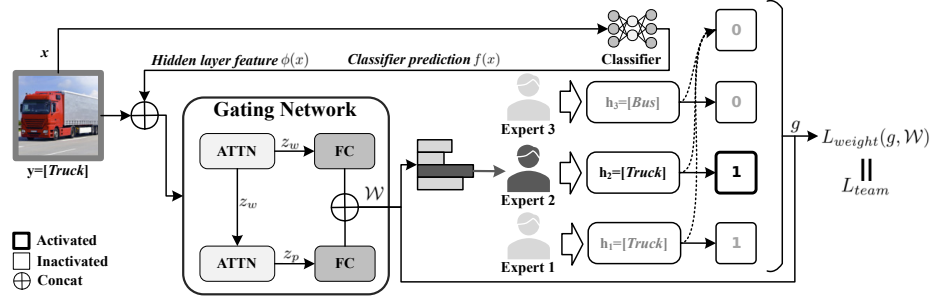 x
Hidden layer feature ϕ(x)
Classifier prediction f(x)
Classifier
0
Gating Network
Expert 3
h₃=[Bus]
0
g
L_weight(g, W)
y=[Truck]
ATTN
z_w
FC
z_w
W
Expert 2
h₂=[Truck]
1
L_team
ATTN
z_p
FC
Expert 1
h₁=[Truck]
1
Activated
Inactivated
Concat